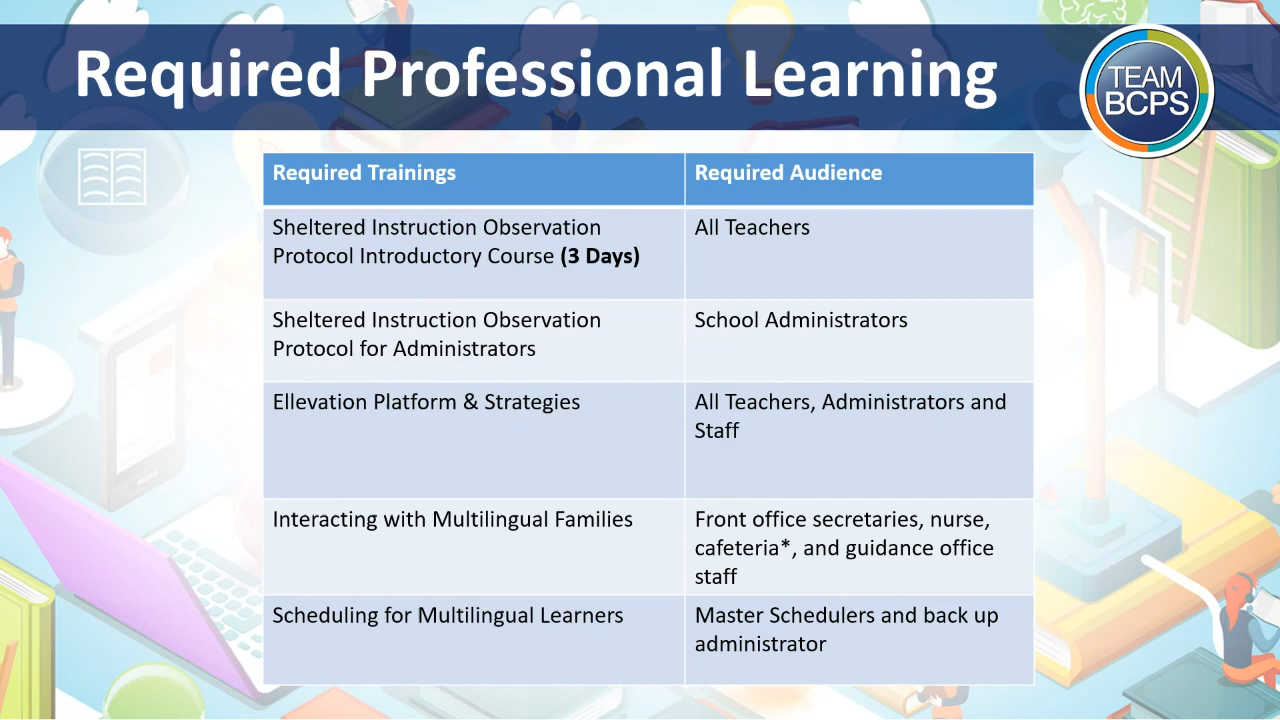 Required Professional Learning
TEAM
BCPS
Required Trainings
Required Audience
Sheltered Instruction Observation
Protocol Introductory Course (3 Days)
All Teachers
Sheltered Instruction Observation
Protocol for Administrators
School Administrators
Ellevation Platform & Strategies
All Teachers, Administrators and
Staff
Interacting with Multilingual Families
Front office secretaries, nurse,
cafeteria*, and guidance office
staff
Scheduling for Multilingual Learners
Master Schedulers and back up
administrator